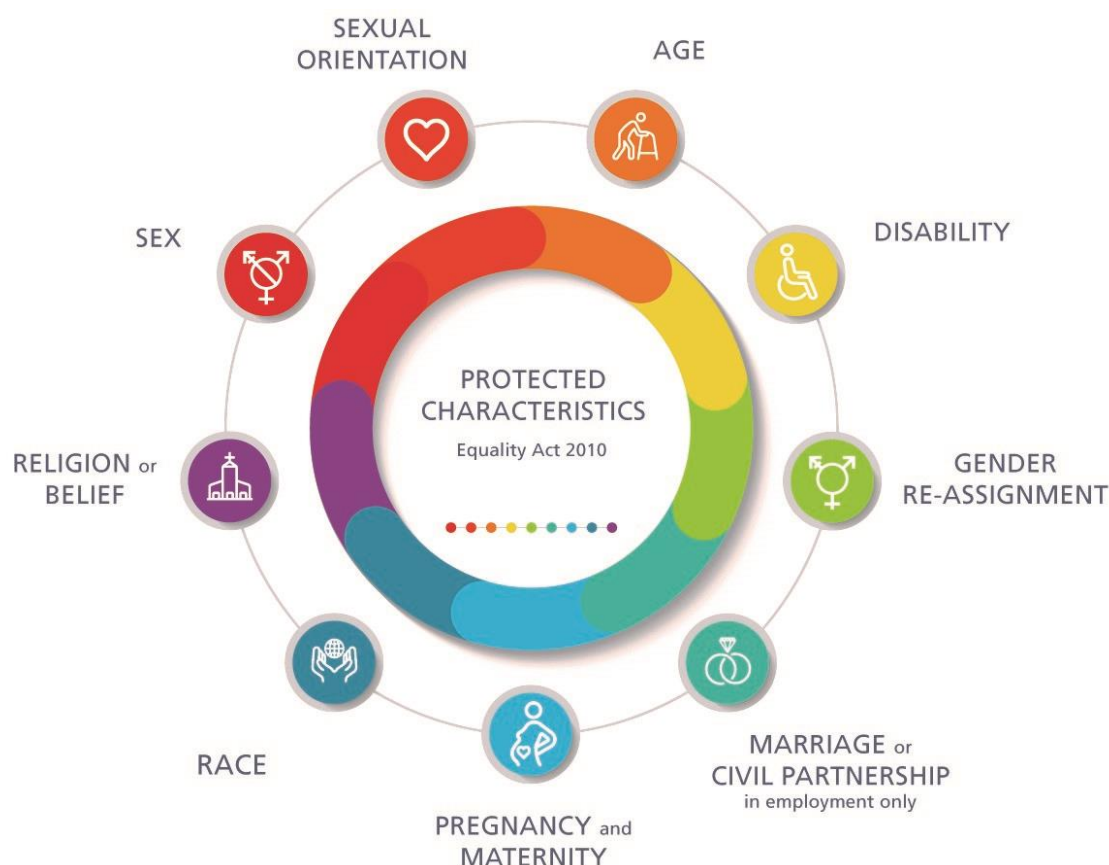 SEXUAL
ORIENTATION
AGE
SEX
DISABILITY
PROTECTED
CHARACTERISTICS
Equality Act 2010
RELIGION or
BELIEF
GENDER
RE-ASSIGNMENT
RACE
MARRIAGE or
CIVIL PARTNERSHIP
in employment only
PREGNANCY and
MATERNITY